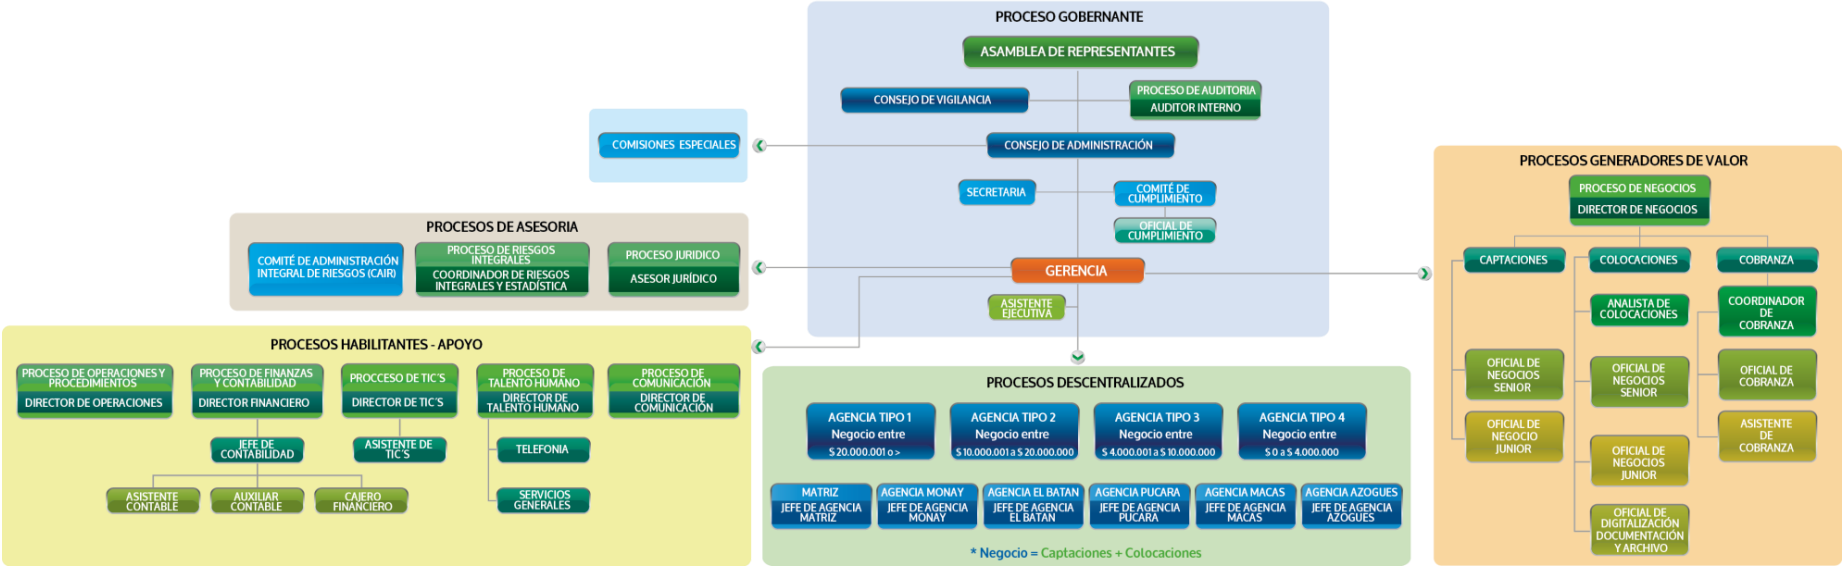 PROCESO GOBERNANTE
ASAMBLEA DE REPRESENTANTES
CONSEJO DE VIGILANCIA
PROCESO DE AUDITORIA
AUDITOR INTERNO
CONSEJO DE ADMINISTRACIÓN
COMISIONES ESPECIALES
SECRETARIA
COMITÉ DE
CUMPLIMIENTO
OFICIAL DE
CUMPLIMIENTO
GERENCIA
ASISTENTE
EJECUTIVA
PROCESOS DE ASESORIA
COMITÉ DE ADMINISTRACIÓN
INTEGRAL DE RIESGOS (CAIR)
PROCESO DE RIESGOS
INTEGRALES
COORDINADOR DE RIESGOS
INTEGRALES Y ESTADÍSTICA
PROCESO JURIDICO
ASESOR JURÍDICO
PROCESOS HABILITANTES - APOYO
PROCESO DE OPERACIONES Y
PROCEDIMIENTOS
DIRECTOR DE OPERACIONES
PROCESO DE FINANZAS
Y CONTABILIDAD
DIRECTOR FINANCIERO
PROCCESO DE TIC´S
DIRECTOR DE TIC´S
PROCESO DE
TALENTO HUMANO
DIRECTOR DE
TALENTO HUMANO
PROCESO DE
COMUNICACIÓN
DIRECTOR DE
COMUNICACIÓN
JEFE DE
CONTABILIDAD
ASISTENTE DE
TIC´S
TELEFONIA
ASISTENTE
CONTABLE
AUXILIAR
CONTABLE
CAJERO
FINANCIERO
SERVICIOS
GENERALES
PROCESOS DESCENTRALIZADOS
AGENCIA TIPO 1
Negocio entre
$ 20.000.001 o >
AGENCIA TIPO 2
Negocio entre
$ 10.000.001 a $ 20.000.000
AGENCIA TIPO 3
Negocio entre
$ 4.000.001 a $ 10.000.000
AGENCIA TIPO 4
Negocio entre
$ 0 a $ 4.000.000
MATRIZ
JEFE DE AGENCIA
MATRIZ
AGENCIA MONAY
JEFE DE AGENCIA
MONAY
AGENCIA EL BATAN
JEFE DE AGENCIA
EL BATAN
AGENCIA PUCARA
JEFE DE AGENCIA
PUCARA
AGENCIA MACAS
JEFE DE AGENCIA
MACAS
AGENCIA AZOGUES
JEFE DE AGENCIA
AZOGUES
* Negocio = Captaciones + Colocaciones
PROCESOS GENERADORES DE VALOR
PROCESO DE NEGOCIOS
DIRECTOR DE NEGOCIOS
CAPTACIONES
COLOCACIONES
COBRANZA
ANALISTA DE
COLOCACIONES
COORDINADOR
DE
COBRANZA
OFICIAL DE
NEGOCIOS
SENIOR
OFICIAL DE
NEGOCIOS
SENIOR
OFICIAL DE
COBRANZA
OFICIAL DE
NEGOCIO
JUNIOR
OFICIAL DE
NEGOCIOS
JUNIOR
ASISTENTE
DE
COBRANZA
OFICIAL DE
DIGITALIZACIÓN
DOCUMENTACIÓN
Y ARCHIVO